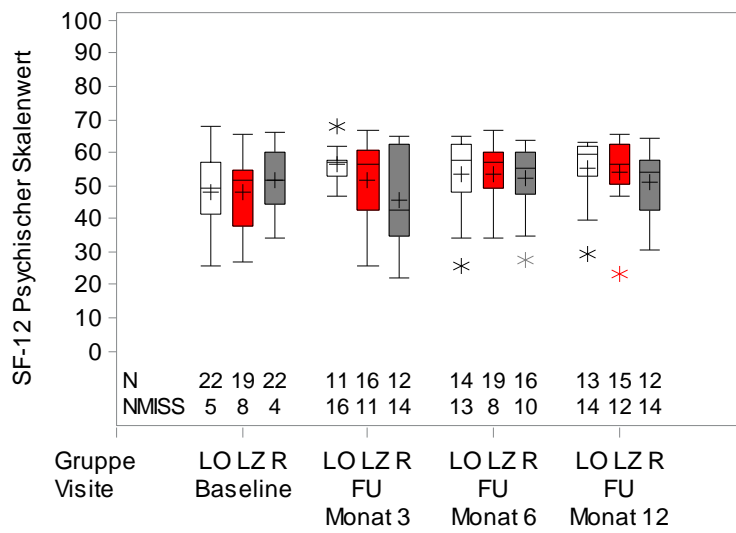 SF-12 Psychischer Skalenwert
100
90
80
70
60
50
40
30
20
10
0
N 22 19 22 11 16 12 14 19 16 13 15 12
NMISS 5 8 4 16 11 14 13 8 10 14 12 14
Gruppe LO LZ R LO LZ R LO LZ R LO LZ R
Visite Baseline FU FU FU
Monat 3 Monat 6 Monat 12